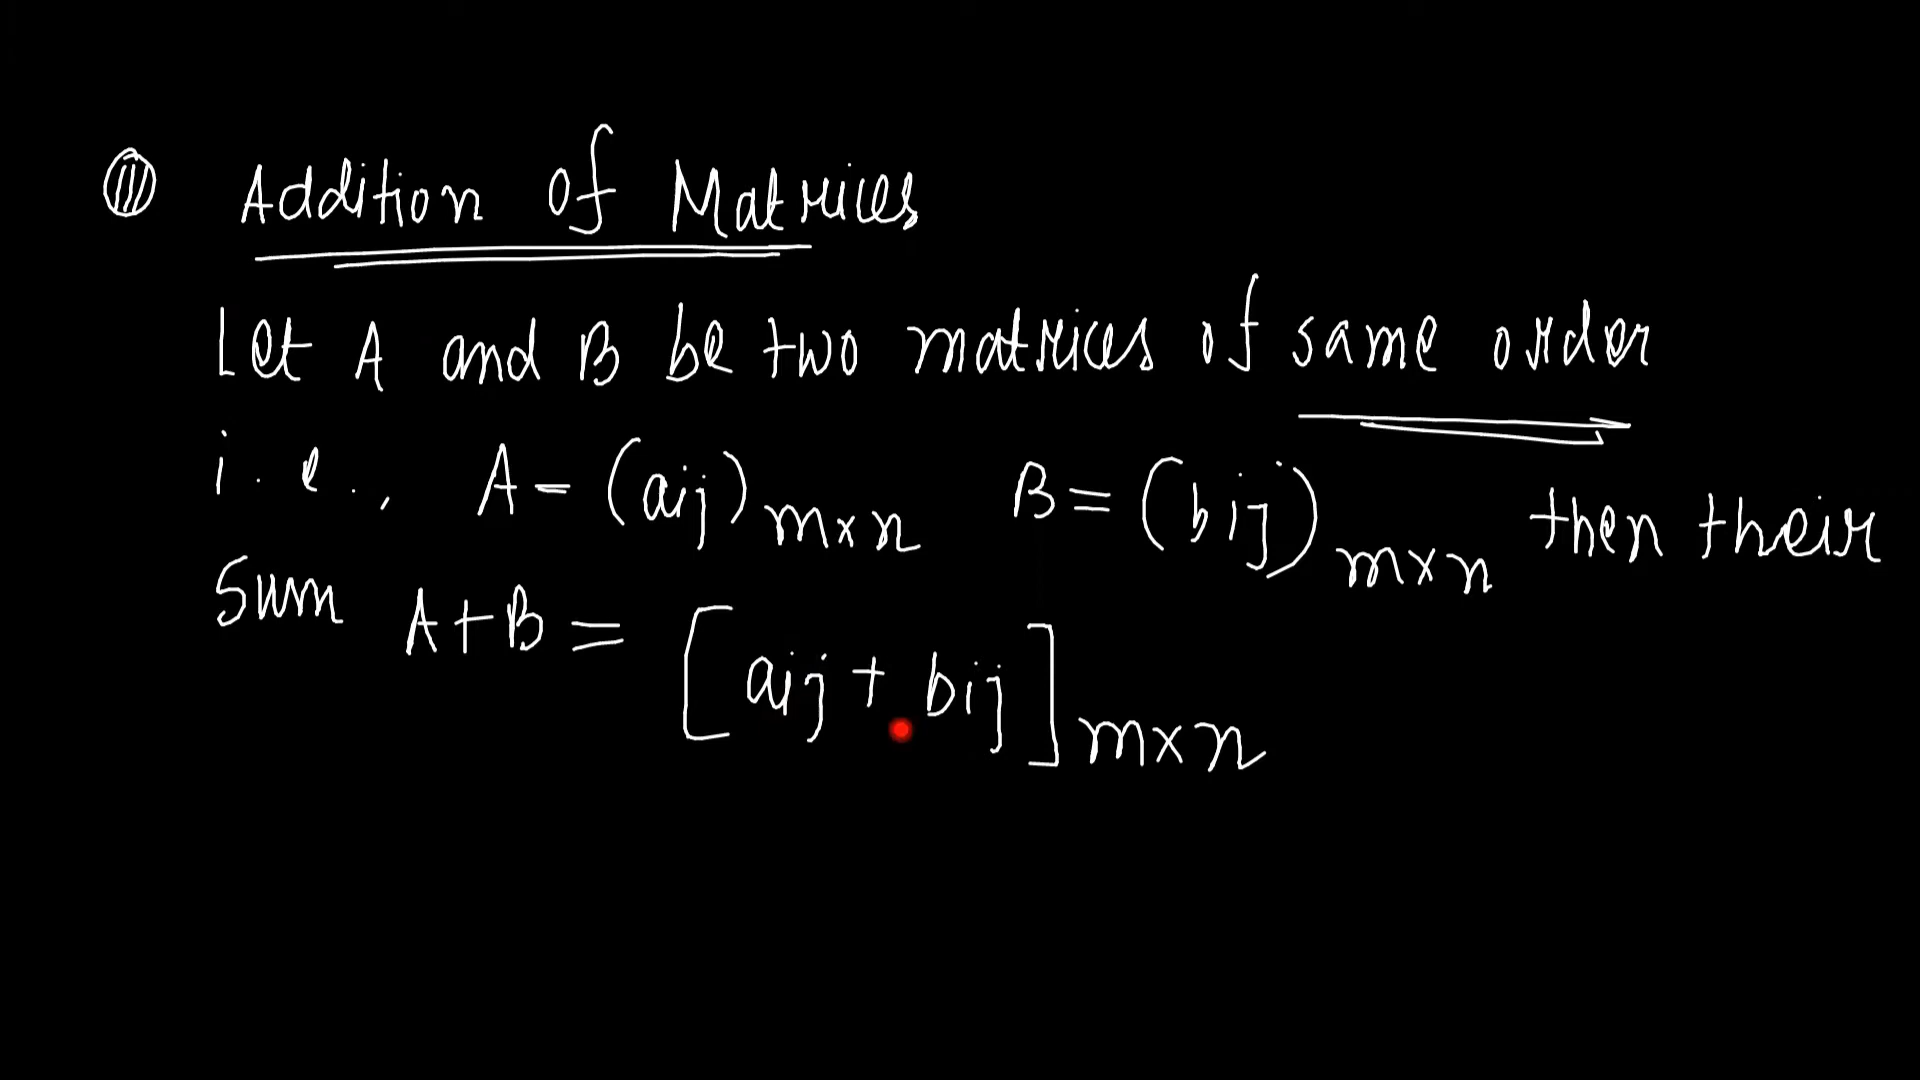 (iii) Addition of Matrices
Let A and B be two matrices of same order
i.e., A = (aij)m×n B = (bij)m×n then their
Sum A+B = [aij + bij]m×n